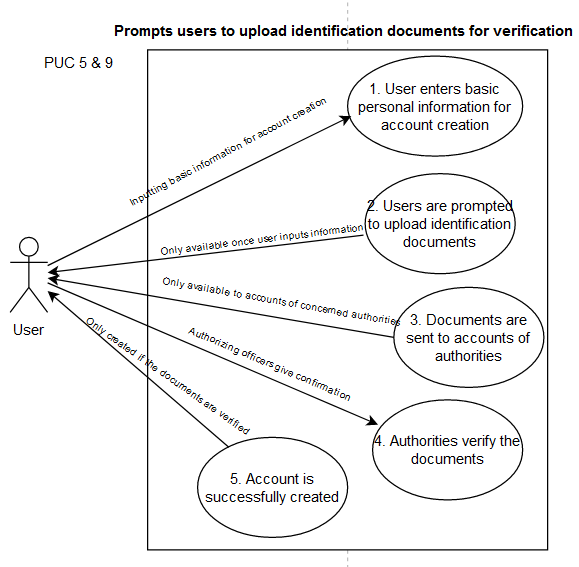 Prompts users to upload identification documents for verification
PUC 5 & 9
1. User enters basic
personal information for
account creation
Inputting basic information for account creation
2. Users are prompted
to upload identification
documents
Only available once user inputs information
Only available to accounts of concerned authorities
3. Documents are
sent to accounts of
authorities
User
Authorizing officers give confirmation
Only created if the documents are verified
4. Authorities verify the
documents
5. Account is
successfully created